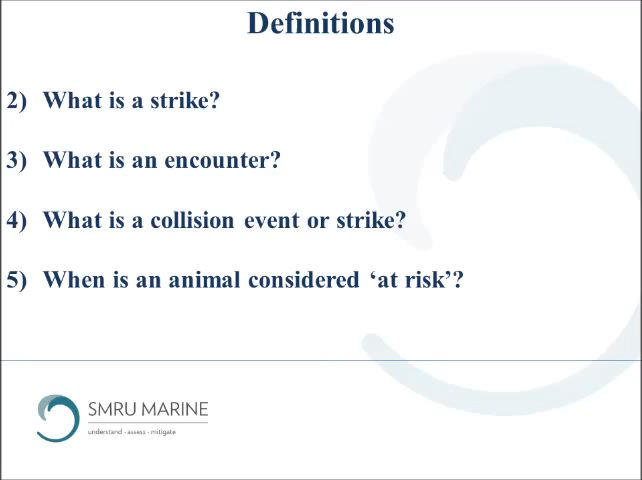 Definitions
2) What is a strike?
3) What is an encounter?
4) What is a collision event or strike?
5) When is an animal considered ‘at risk’?
SMRU MARINE
understand - assess - mitigate